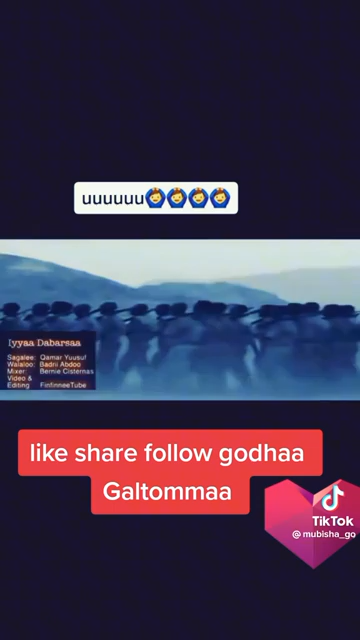 uuuuuu🙆🙆🙆🙆
Iyyaa Dabarsaa
Sagalee: Qamar Yuusuf
Walaloo: Badrii Abdoo
Mixer: Bernie Cisternas
Video &
Editing FinfinneeTube
like share follow godhaa
Galtommaa
TikTok
@mubisha_go